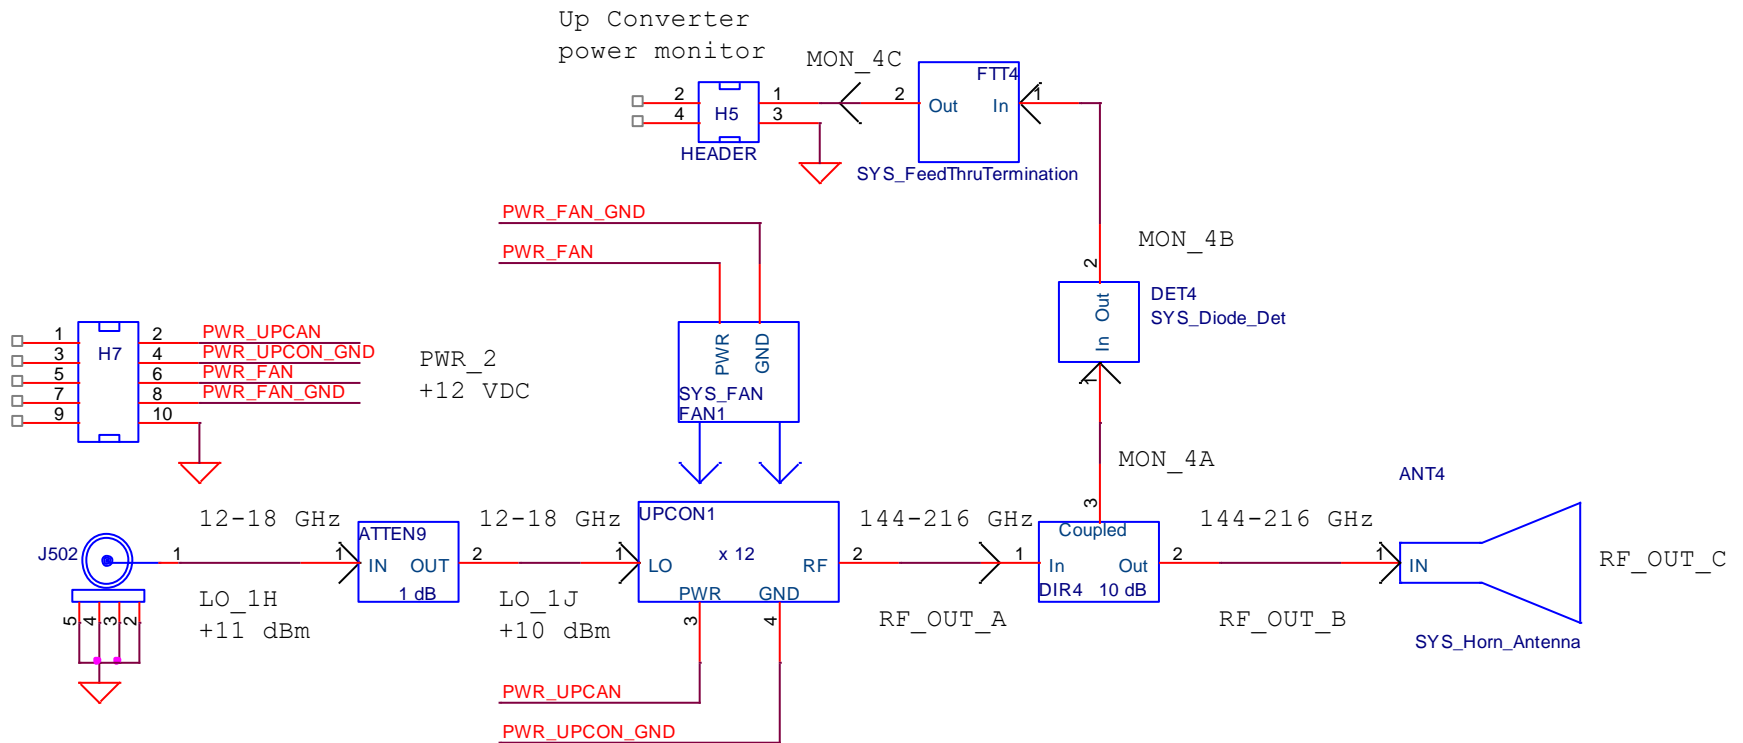 Up Converter
power monitor
MON_4C
FTT4
2
1
2
1
Out
In
H5
4
3
HEADER
SYS_FeedThruTermination
PWR_FAN_GND
PWR_FAN
MON_4B
2
DET4
SYS_Diode_Det
In Out
1
PWR
GND
SYS_FAN
FAN1
1
2
PWR_UPCAN
H7
3
4
PWR_UPCON_GND
5
6
PWR_FAN
7
8
PWR_FAN_GND
9
10
PWR_2
+12 VDC
MON_4A
3
ANT4
12-18 GHz
12-18 GHz
UPCON1
144-216 GHz
144-216 GHz
ATTEN9
Coupled
J502
1
1
IN
OUT
2
1
LO
x 12
RF
2
1
In
Out
2
1
IN
RF_OUT_C
1 dB
PWR
GND
DIR4
10 dB
5
4
3
2
LO_1H
+11 dBm
LO_1J
+10 dBm
3
4
RF_OUT_A
RF_OUT_B
SYS_Horn_Antenna
PWR_UPCAN
PWR_UPCON_GND